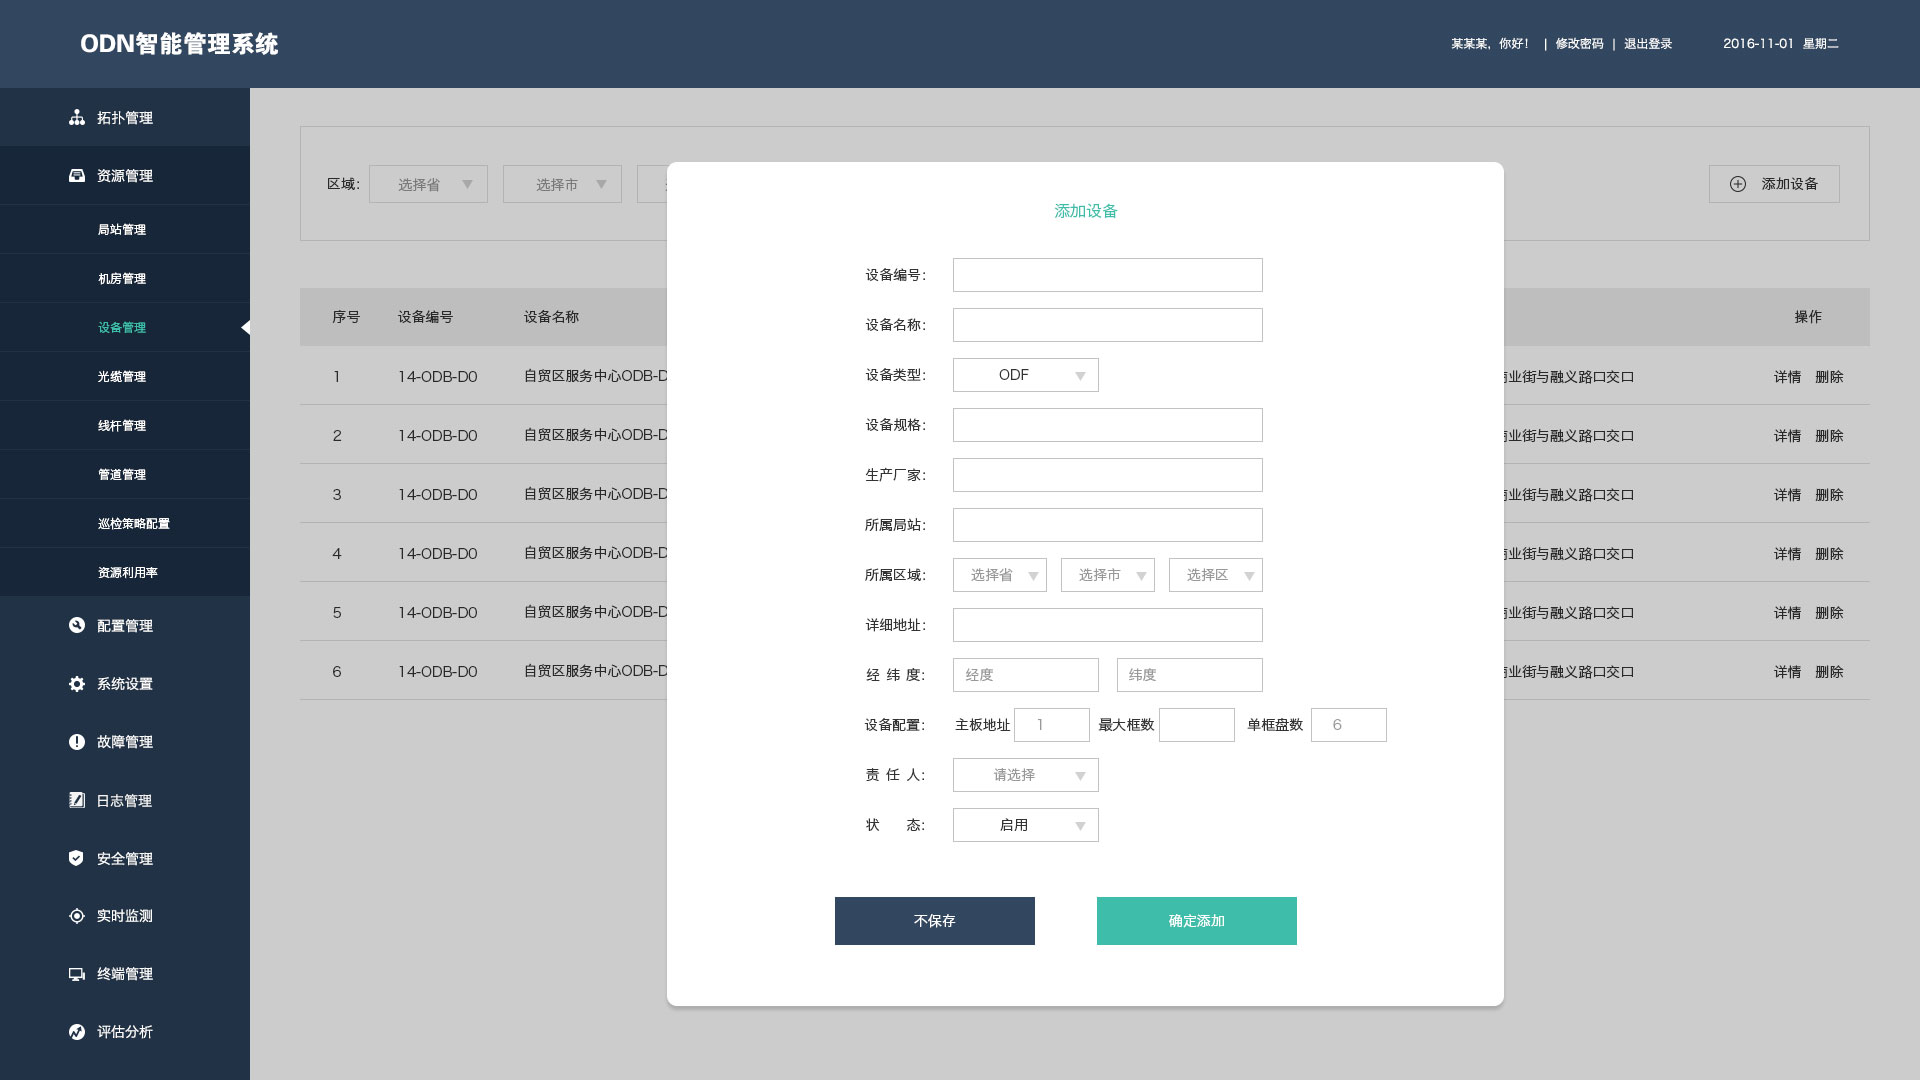 ODN智能管理系统
某某某，你好！ | 修改密码 | 退出登录 2016-11-01 星期二
拓扑管理
资源管理
局站管理
机房管理
设备管理
光缆管理
线杆管理
管道管理
巡检策略配置
资源利用率
配置管理
系统设置
故障管理
日志管理
安全管理
实时监测
终端管理
评估分析
区域： 选择省 选择市 添加设备
序号 设备编号 设备名称 操作
1 14-ODB-D0 自贸区服务中心ODB-D 业街与融义路口交口 详情 删除
2 14-ODB-D0 自贸区服务中心ODB-D 业街与融义路口交口 详情 删除
3 14-ODB-D0 自贸区服务中心ODB-D 业街与融义路口交口 详情 删除
4 14-ODB-D0 自贸区服务中心ODB-D 业街与融义路口交口 详情 删除
5 14-ODB-D0 自贸区服务中心ODB-D 业街与融义路口交口 详情 删除
6 14-ODB-D0 自贸区服务中心ODB-D 业街与融义路口交口 详情 删除
添加设备
设备编号：
设备名称：
设备类型： ODF
设备规格：
生产厂家：
所属局站：
所属区域： 选择省 选择市 选择区
详细地址：
经 纬 度： 经度 纬度
设备配置： 主板地址 1 最大框数 单框盘数 6
责 任 人： 请选择
状 态： 启用
不保存 确定添加